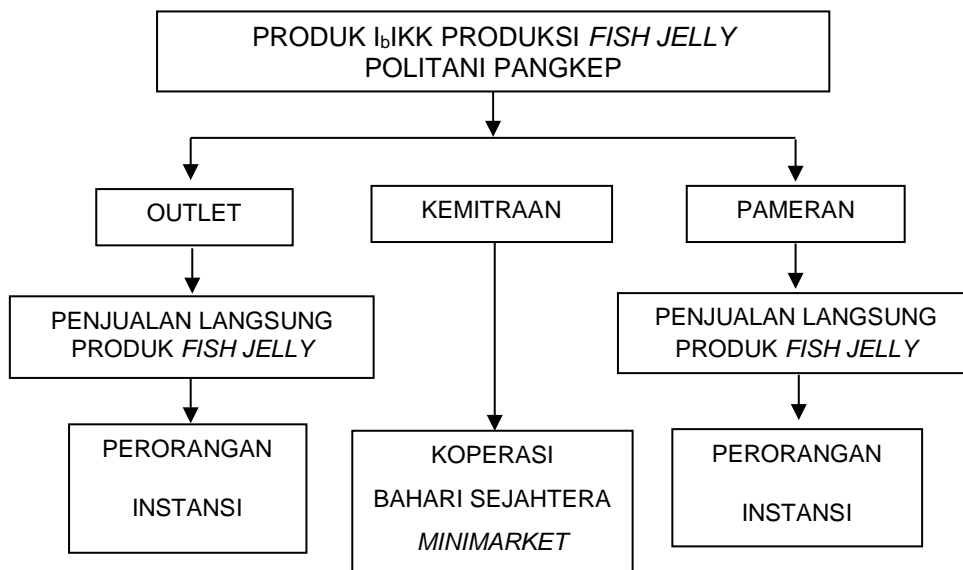 PRODUK IbIKK PRODUKSI FISH JELLY
POLITANI PANGKEP
OUTLET
KEMITRAAN
PAMERAN
PENJUALAN LANGSUNG
PRODUK FISH JELLY
PENJUALAN LANGSUNG
PRODUK FISH JELLY
PERORANGAN
INSTANSI
KOPERASI
BAHARI SEJAHTERA
MINIMARKET
PERORANGAN
INSTANSI